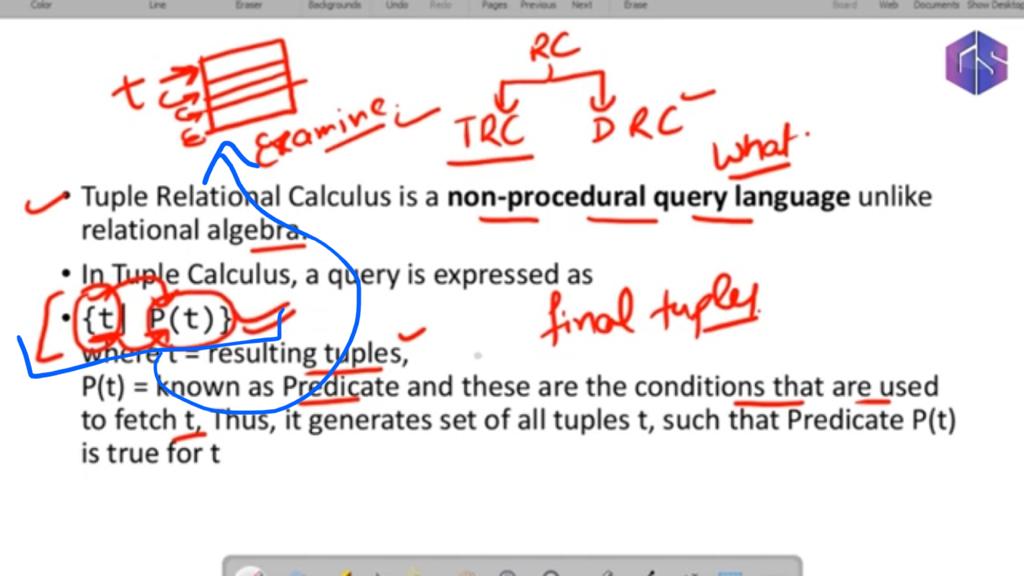 Color Line Eraser Backgrounds Undo Redo Pages Previous Next Erase Board Web Documents Show Desktop
RC
t
Examine
TRC DRC
what
• Tuple Relational Calculus is a non-procedural query language unlike
relational algebra.
• In Tuple Calculus, a query is expressed as
• {t| P(t)}
final tuples
where t = resulting tuples,
P(t) = known as Predicate and these are the conditions that are used
to fetch t, Thus, it generates set of all tuples t, such that Predicate P(t)
is true for t